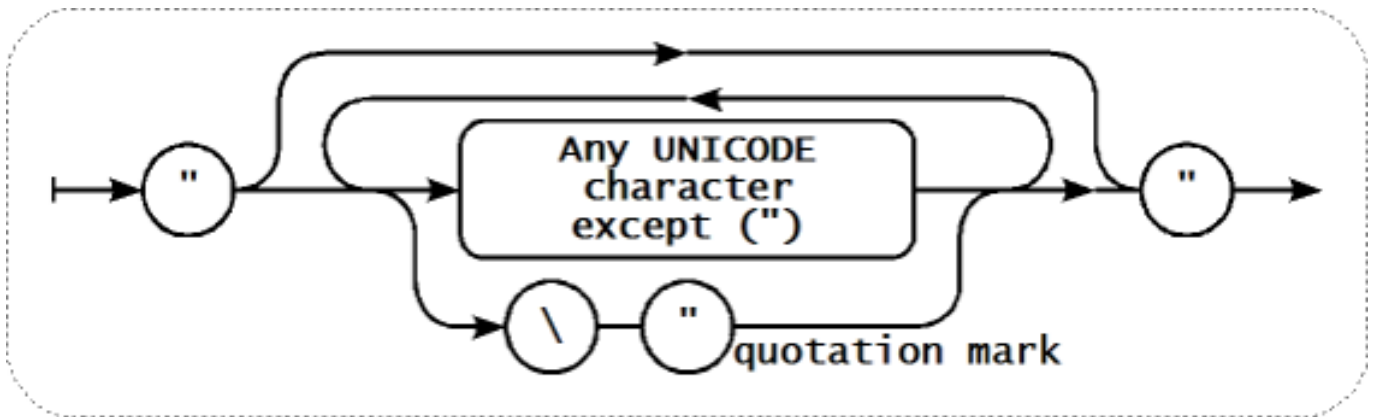 "
Any UNICODE
character
except (")
"
\
"
quotation mark